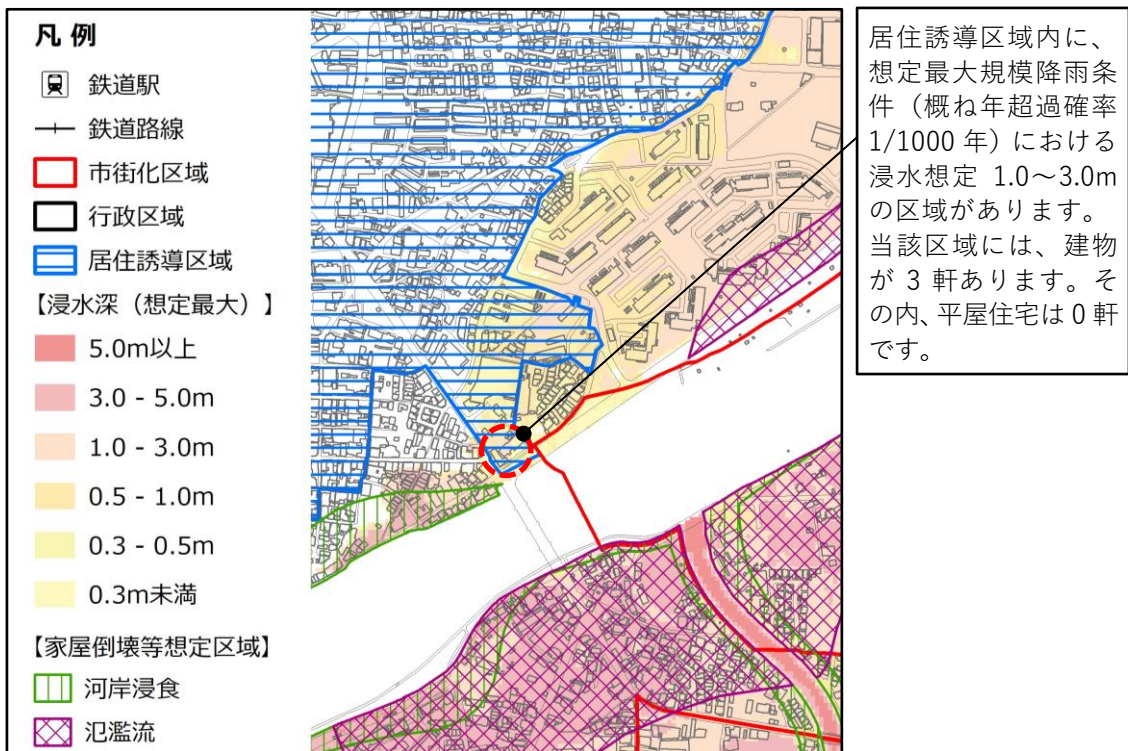 凡 例
鉄道駅
鉄道路線
市街化区域
行政区域
居住誘導区域
【浸水深（想定最大）】
5.0m以上
3.0 - 5.0m
1.0 - 3.0m
0.5 - 1.0m
0.3 - 0.5m
0.3m未満
【家屋倒壊等想定区域】
河岸浸食
氾濫流
居住誘導区域内に、
想定最大規模降雨条
件（概ね年超過確率
1/1000 年）における
浸水想定 1.0～3.0m
の区域があります。
当該区域には、建物
が 3 軒あります。そ
の内、平屋住宅は 0 軒
です。